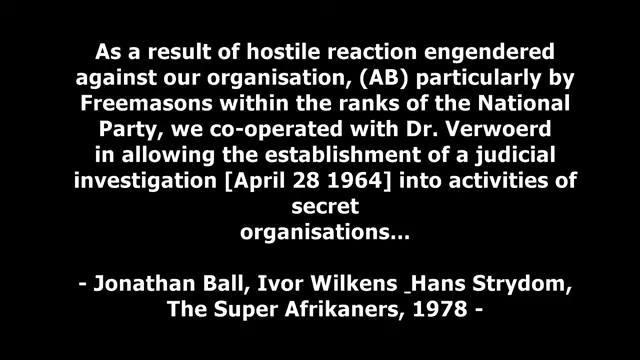 As a result of hostile reaction engendered
against our organisation, (AB) particularly by
Freemasons within the ranks of the National
Party, we co-operated with Dr. Verwoerd
in allowing the establishment of a judicial
investigation [April 28 1964] into activities of
secret
organisations...
- Jonathan Ball, Ivor Wilkens _Hans Strydom,
The Super Afrikaners, 1978 -